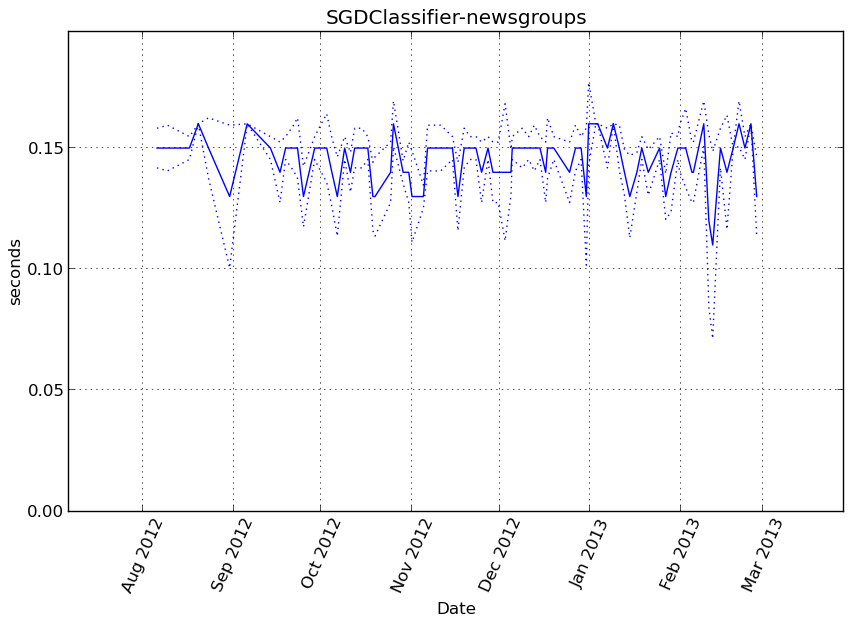 SGDClassifier-newsgroups
seconds
0.15
0.10
0.05
0.00
Aug 2012
Sep 2012
Oct 2012
Nov 2012
Dec 2012
Jan 2013
Feb 2013
Mar 2013
Date